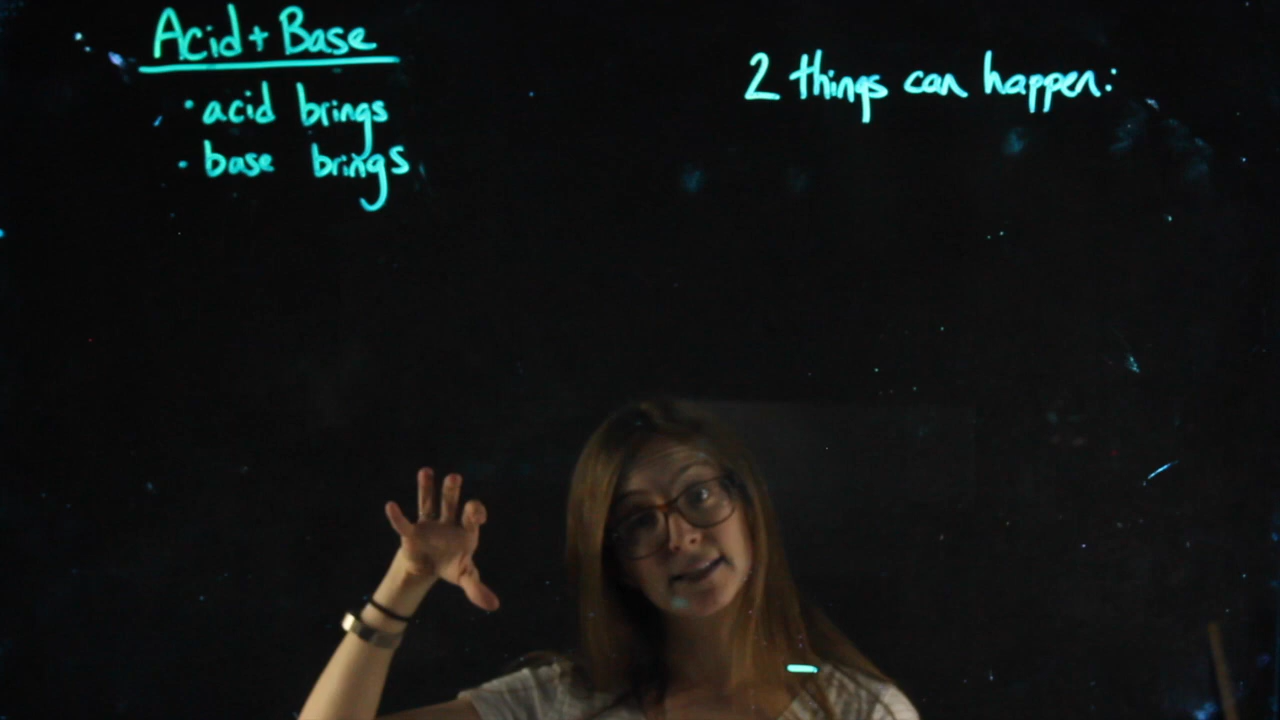 Acid + Base
• acid brings
• base brings
2 things can happen: